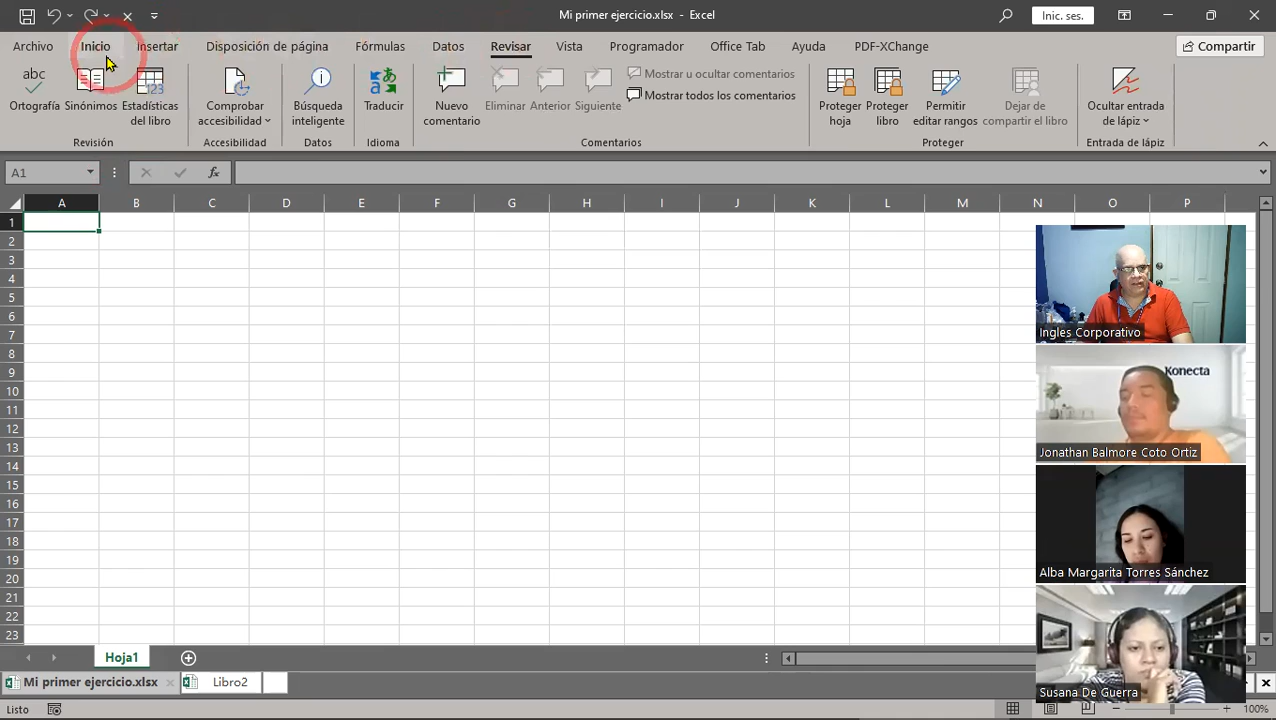 Mi primer ejercicio.xlsx - Excel
Inic. ses.
Archivo Inicio Insertar Disposición de página Fórmulas Datos Revisar Vista Programador Office Tab Ayuda PDF-XChange Compartir
abc
Ortografía Sinónimos Estadísticas del libro
123
Revisión
Comprobar accesibilidad
Accesibilidad
Búsqueda inteligente
Datos
Traducir
Idioma
Nuevo comentario
Eliminar Anterior Siguiente
Mostrar u ocultar comentarios
Mostrar todos los comentarios
Comentarios
Proteger hoja
Proteger libro
Permitir editar rangos
Dejar de compartir el libro
Proteger
Ocultar entrada de lápiz
Entrada de lápiz
A1
fx
A B C D E F G H I J K L M N O P
1
2
3
4
5
6
7
8
9
10
11
12
13
14
15
16
17
18
19
20
21
22
23
Ingles Corporativo
Konecta
Jonathan Balmore Coto Ortiz
Alba Margarita Torres Sánchez
Susana De Guerra
Hoja1
Mi primer ejercicio.xlsx Libro2
Listo
100%